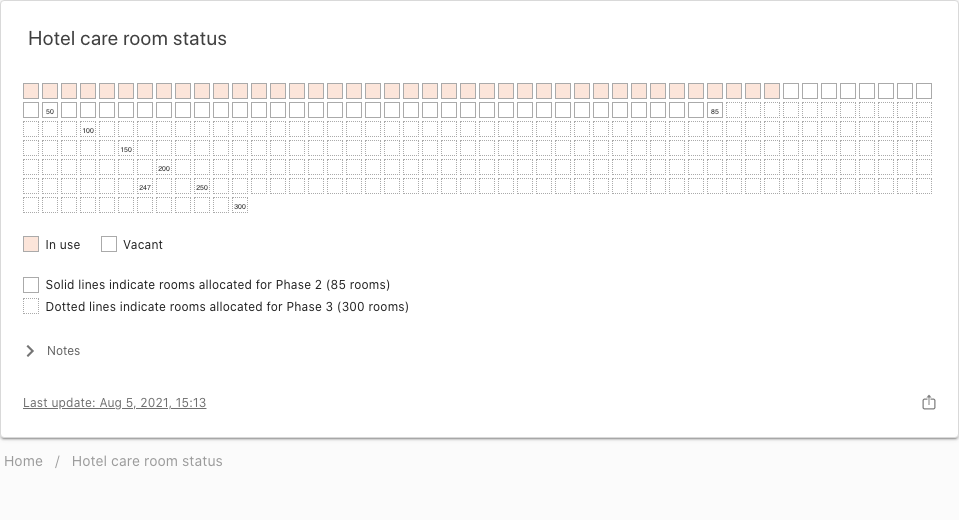 Hotel care room status
50
85
100
150
200
247
250
300
In use
Vacant
Solid lines indicate rooms allocated for Phase 2 (85 rooms)
Dotted lines indicate rooms allocated for Phase 3 (300 rooms)
Notes
Last update: Aug 5, 2021, 15:13
Home / Hotel care room status